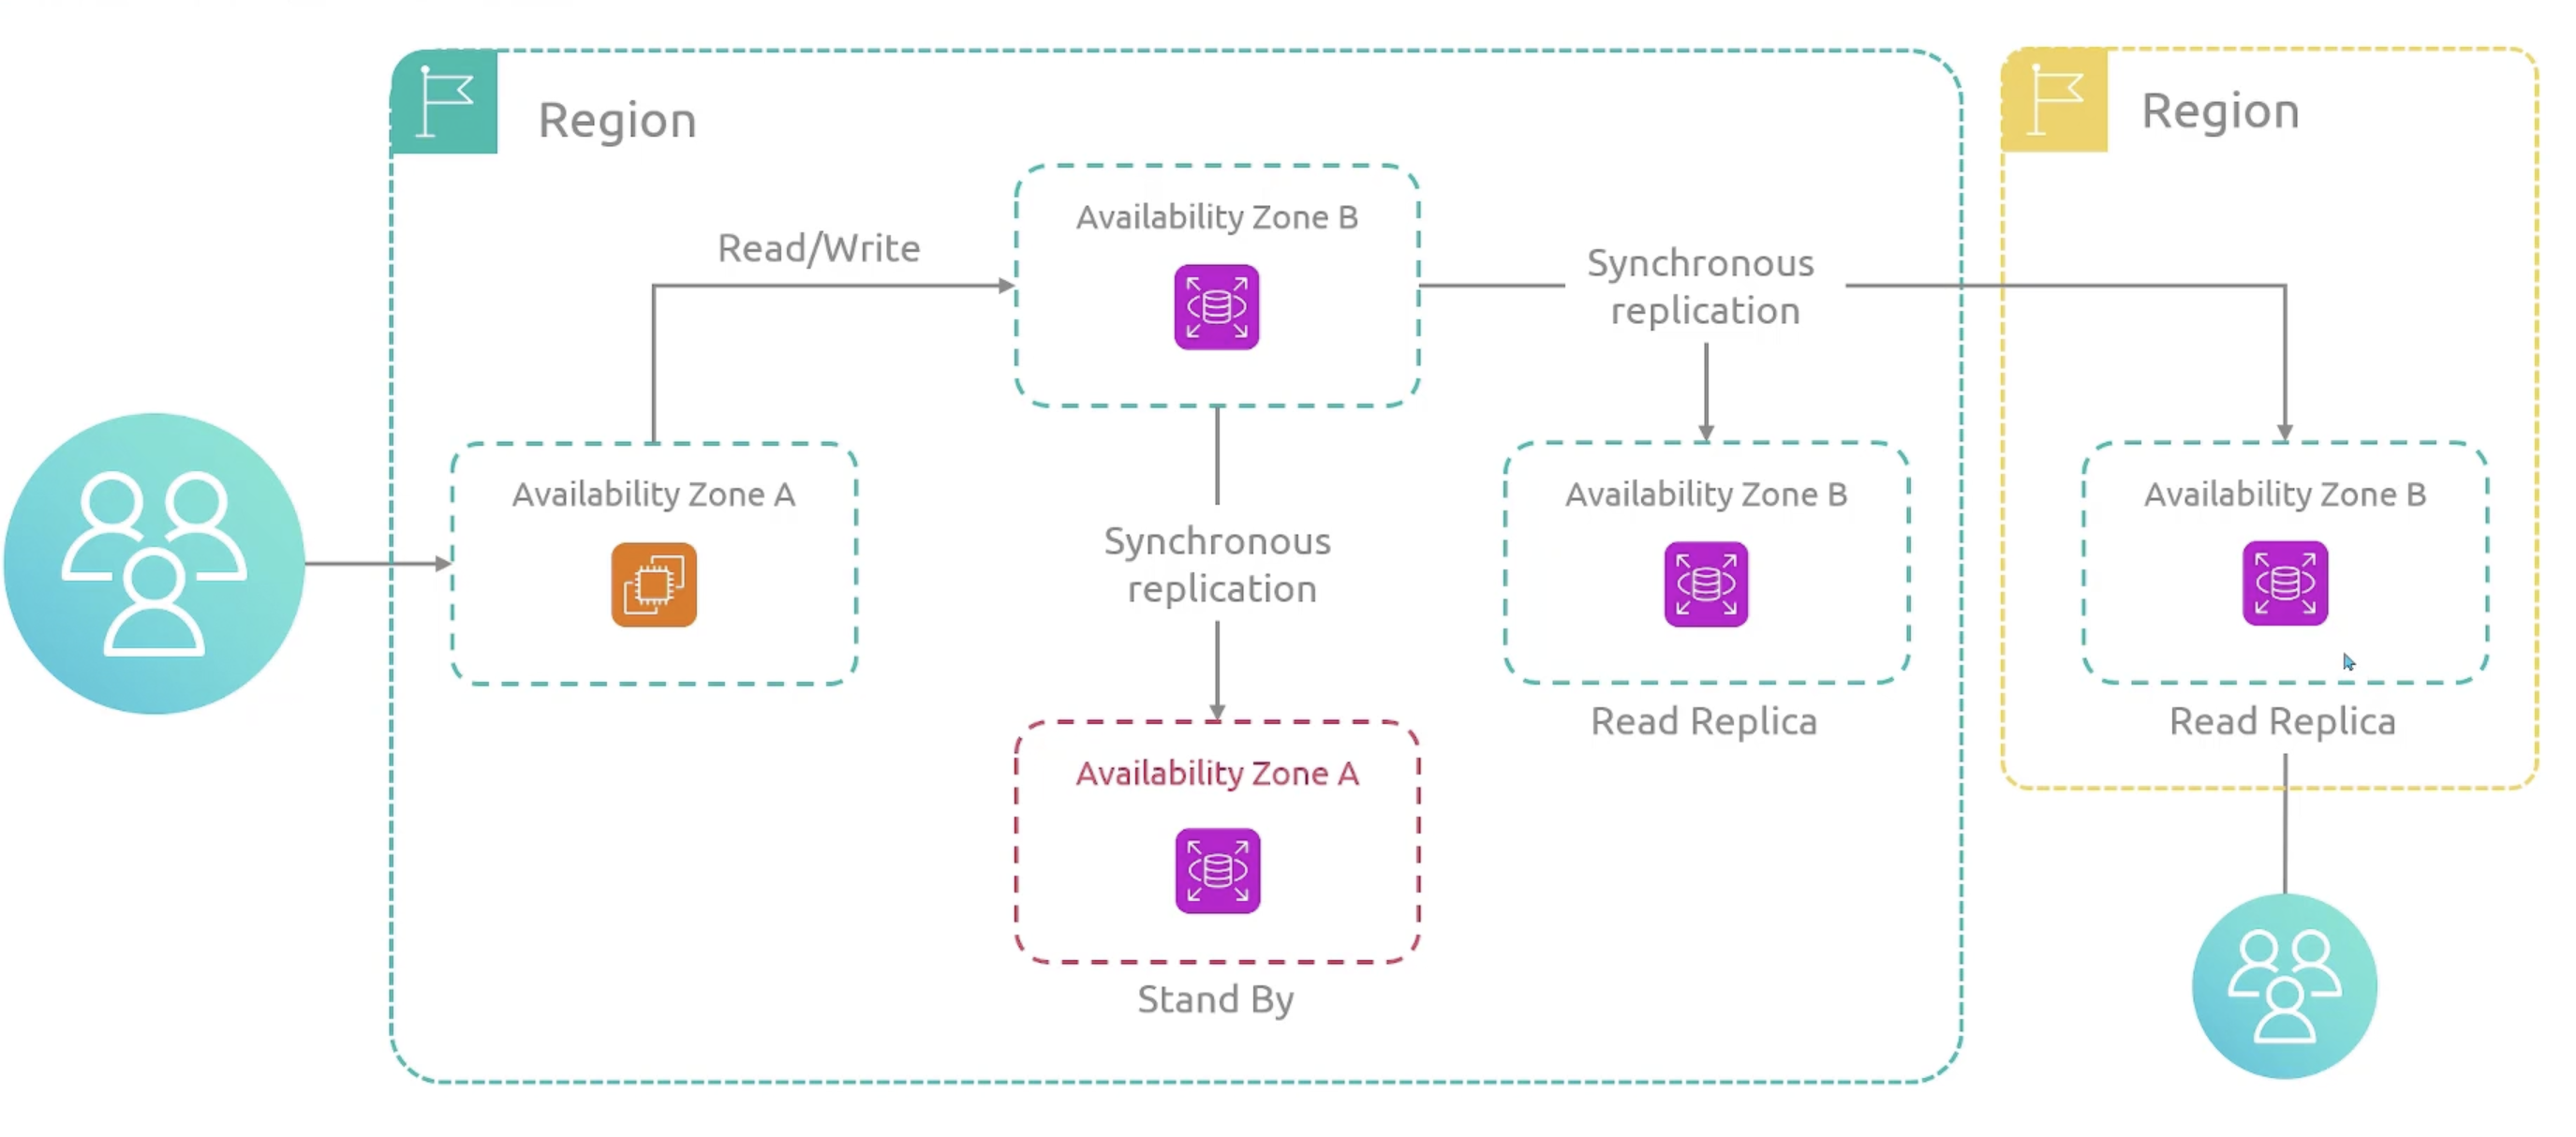 Region
Region
Availability Zone B
Read/Write
Synchronous
replication
Availability Zone A
Availability Zone B
Availability Zone B
Synchronous
replication
Read Replica
Read Replica
Availability Zone A
Stand By